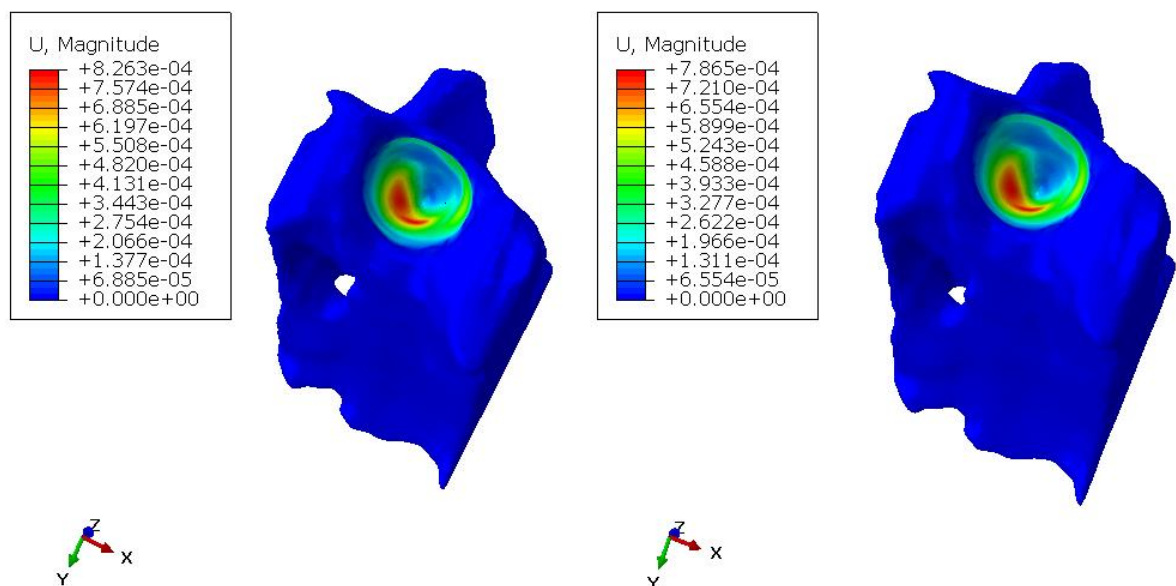 U, Magnitude
+8.263e-04
+7.574e-04
+6.885e-04
+6.197e-04
+5.508e-04
+4.820e-04
+4.131e-04
+3.443e-04
+2.754e-04
+2.066e-04
+1.377e-04
+6.885e-05
+0.000e+00
Z
X
Y
U, Magnitude
+7.865e-04
+7.210e-04
+6.554e-04
+5.899e-04
+5.243e-04
+4.588e-04
+3.933e-04
+3.277e-04
+2.622e-04
+1.966e-04
+1.311e-04
+6.554e-05
+0.000e+00
Z
X
Y